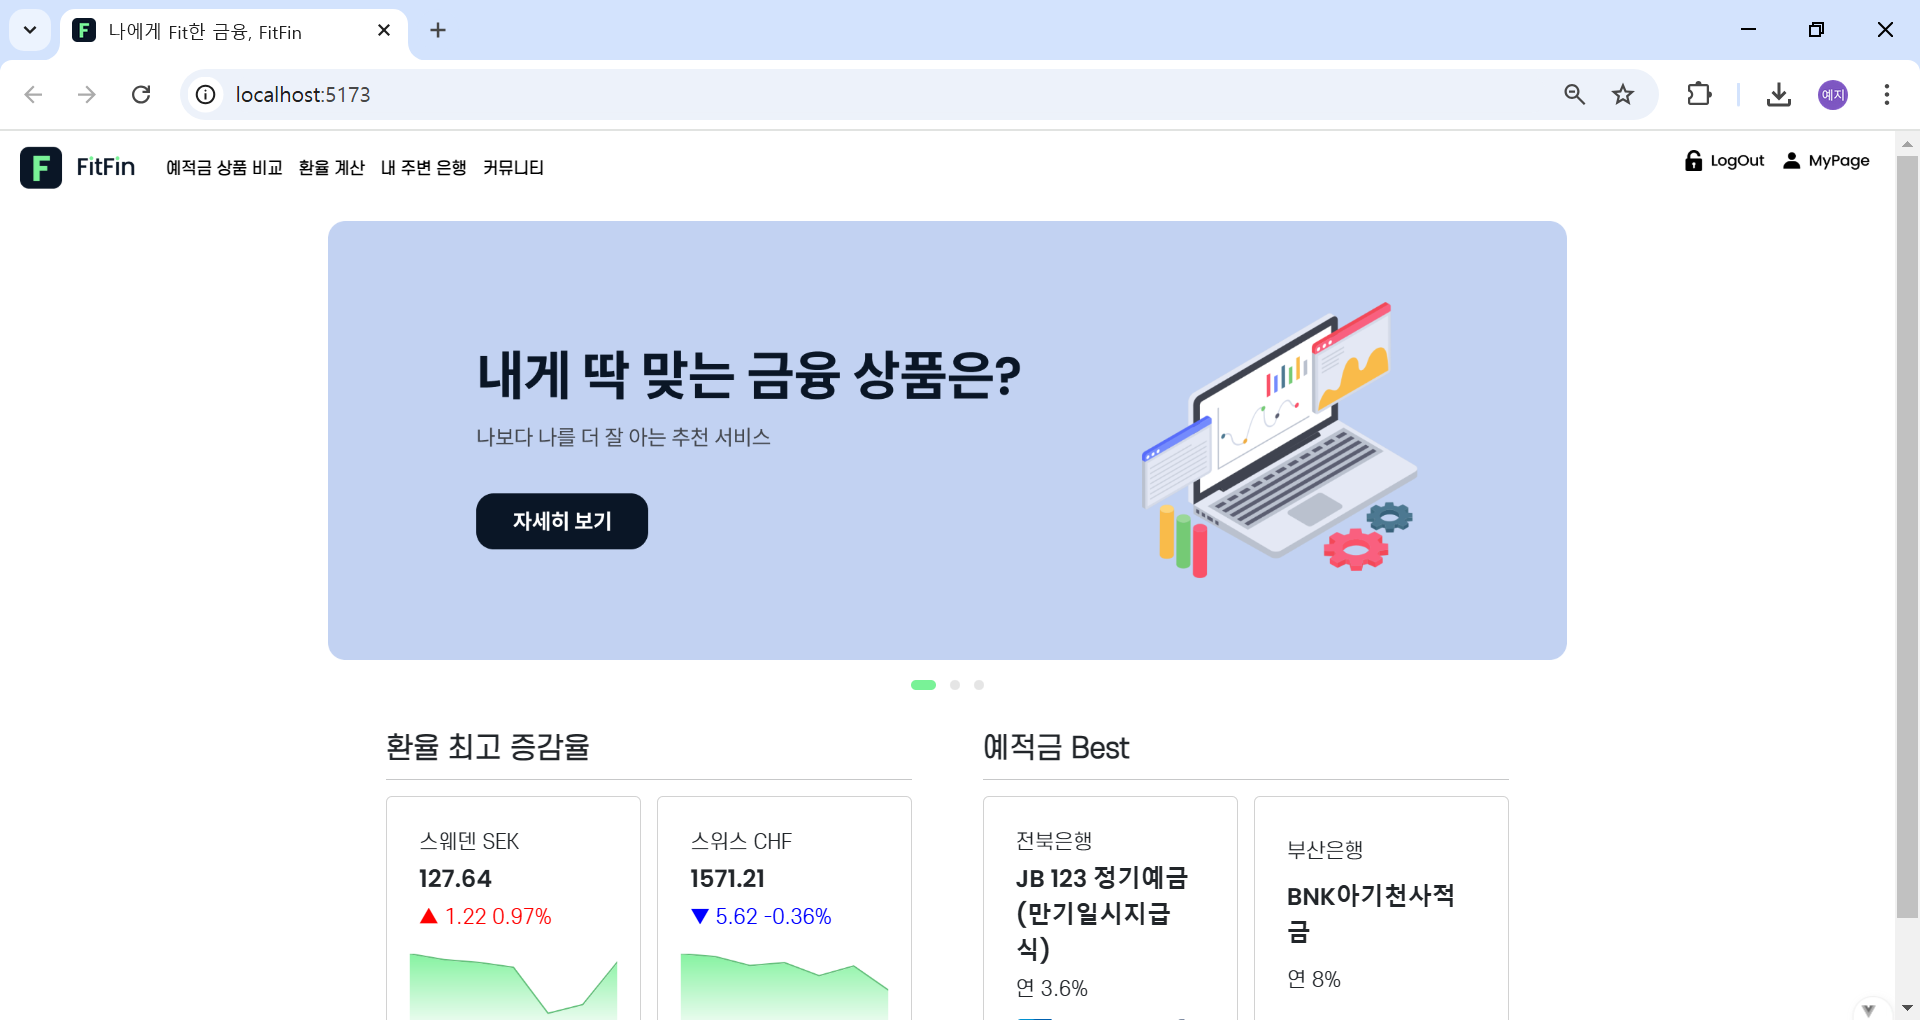 나에게 Fit한 금융, FitFin
localhost:5173
예지
F FitFin 예적금 상품 비교 환율 계산 내 주변 은행 커뮤니티 LogOut MyPage
내게 딱 맞는 금융 상품은?
나보다 나를 더 잘 아는 추천 서비스
자세히 보기
환율 최고 증감율
스웨덴 SEK
127.64
▲ 1.22 0.97%
스위스 CHF
1571.21
▼ 5.62 -0.36%
예적금 Best
전북은행
JB 123 정기예금
(만기일시지급
식)
연 3.6%
부산은행
BNK아기천사적
금
연 8%